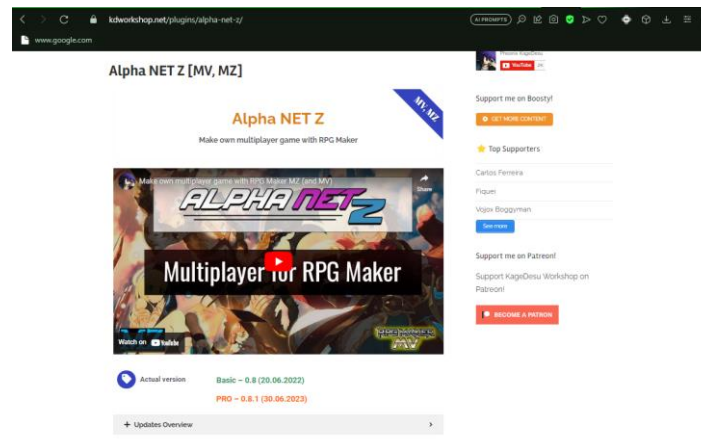 kdworkshop.net/plugins/alpha-net-z/
AI PROMPTS
www.google.com
Alpha NET Z [MV, MZ]
MV, MZ
Alpha NET Z
Make own multiplayer game with RPG Maker
Make own multiplayer game with RPG Maker MZ (and MV)
Share
ALPHA NET Z
Multiplayer for RPG Maker
Watch on YouTube
MV
Actual version
Basic – 0.8 (20.06.2022)
PRO – 0.8.1 (30.06.2023)
+ Updates Overview
Pheonix KageDesu
YouTube
Support me on Boosty!
GET MORE CONTENT
Top Supporters
Carlos Ferreira
Fiquei
Vojox Boggyman
See more
Support me on Patreon!
Support KageDesu Workshop on
Patreon!
BECOME A PATRON